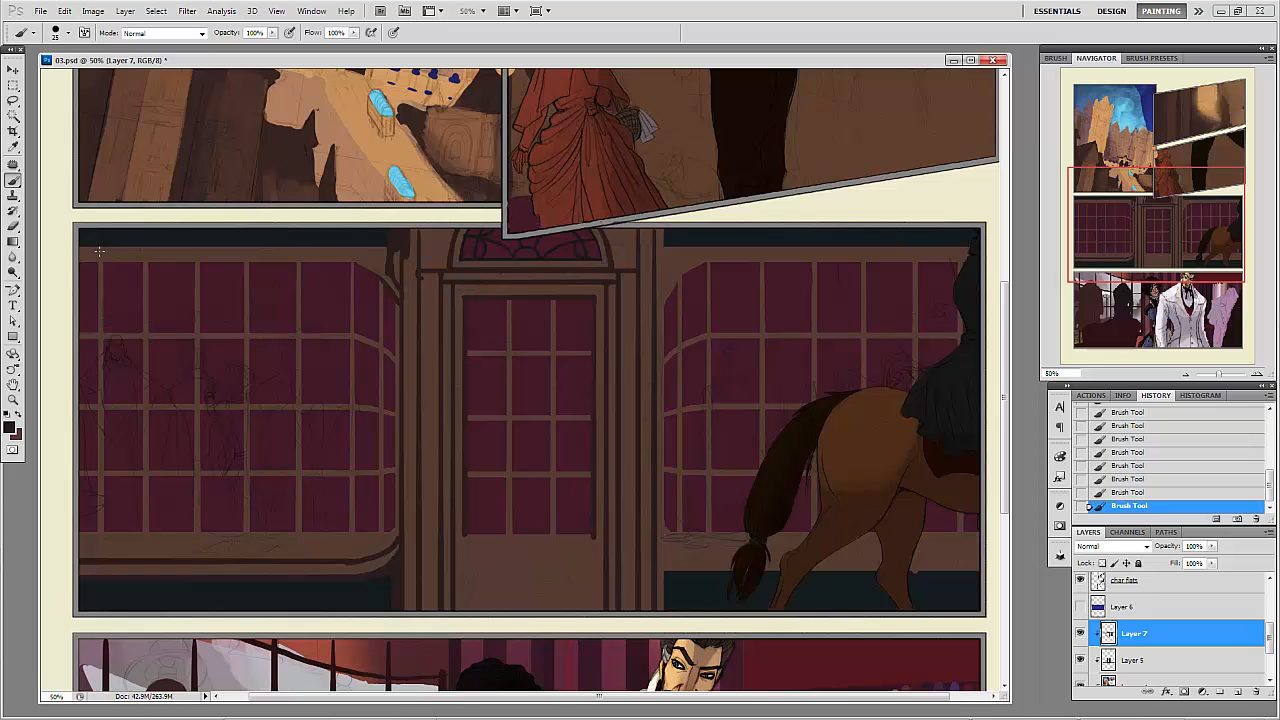 Ps File Edit Image Layer Select Filter Analysis 3D View Window Help Br Mb 50% ESSENTIALS DESIGN PAINTING
25 Mode: Normal Opacity: 100% Flow: 100%
03.psd @ 50% (Layer 7, RGB/8) *
BRUSH NAVIGATOR BRUSH PRESETS
50%
ACTIONS INFO HISTORY HISTOGRAM
Brush Tool
Brush Tool
Brush Tool
Brush Tool
Brush Tool
Brush Tool
Brush Tool
Brush Tool
LAYERS CHANNELS PATHS
Normal Opacity: 100%
Lock: Fill: 100%
char flats
Layer 6
Layer 7
Layer 5
50% Doc: 42.9M/263.9M